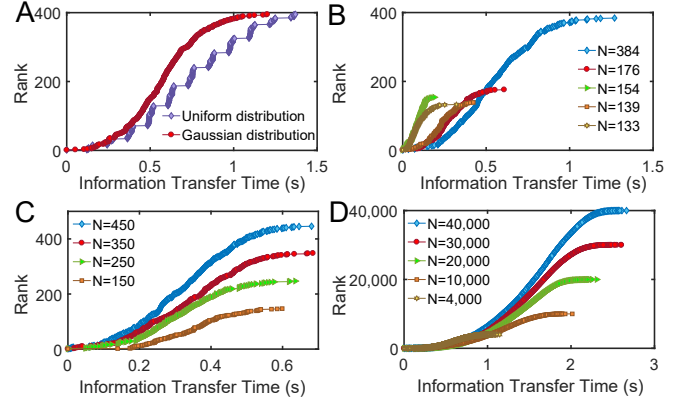 A
400
200
0
Rank
Uniform distribution
Gaussian distribution
0 0.5 1 1.5
Information Transfer Time (s)
B
400
200
0
Rank
N=384
N=176
N=154
N=139
N=133
0 0.5 1 1.5
Information Transfer Time (s)
C
400
200
0
Rank
N=450
N=350
N=250
N=150
0 0.2 0.4 0.6
Information Transfer Time (s)
D
40,000
20,000
0
Rank
N=40,000
N=30,000
N=20,000
N=10,000
N=4,000
0 1 2 3
Information Transfer Time (s)